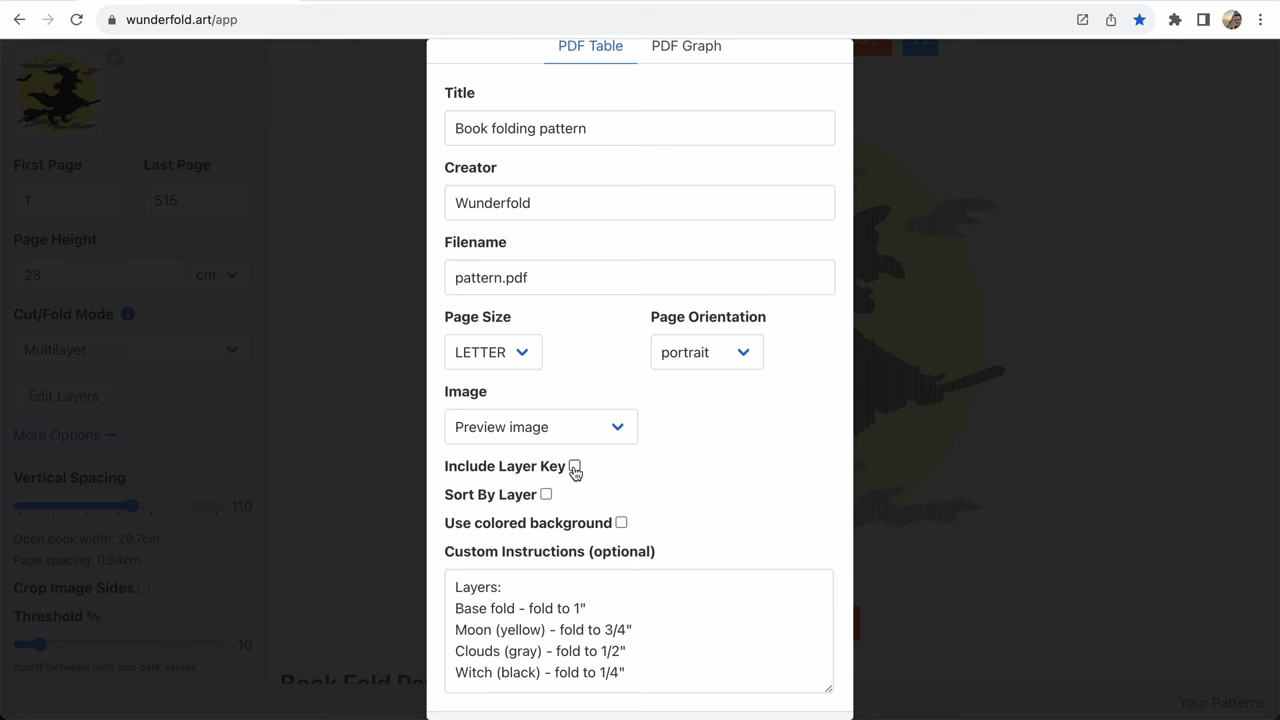 wunderfold.art/app
PDF Table
PDF Graph
Title
Book folding pattern
Creator
Wunderfold
Filename
pattern.pdf
Page Size
Page Orientation
LETTER
portrait
Image
Preview image
Include Layer Key
Sort By Layer
Use colored background
Custom Instructions (optional)
Layers:
Base fold - fold to 1"
Moon (yellow) - fold to 3/4"
Clouds (gray) - fold to 1/2"
Witch (black) - fold to 1/4"
First Page
Last Page
1
515
Page Height
23
cm
Cut/Fold Mode
Multilayer
Edit Layers
More Options
Vertical Spacing
110
Open book width: 20.7cm
Page spacing: 0.04cm
Crop Image Sides
Threshold %
10
cutoff between light and dark values
Book Fold
Your Patterns